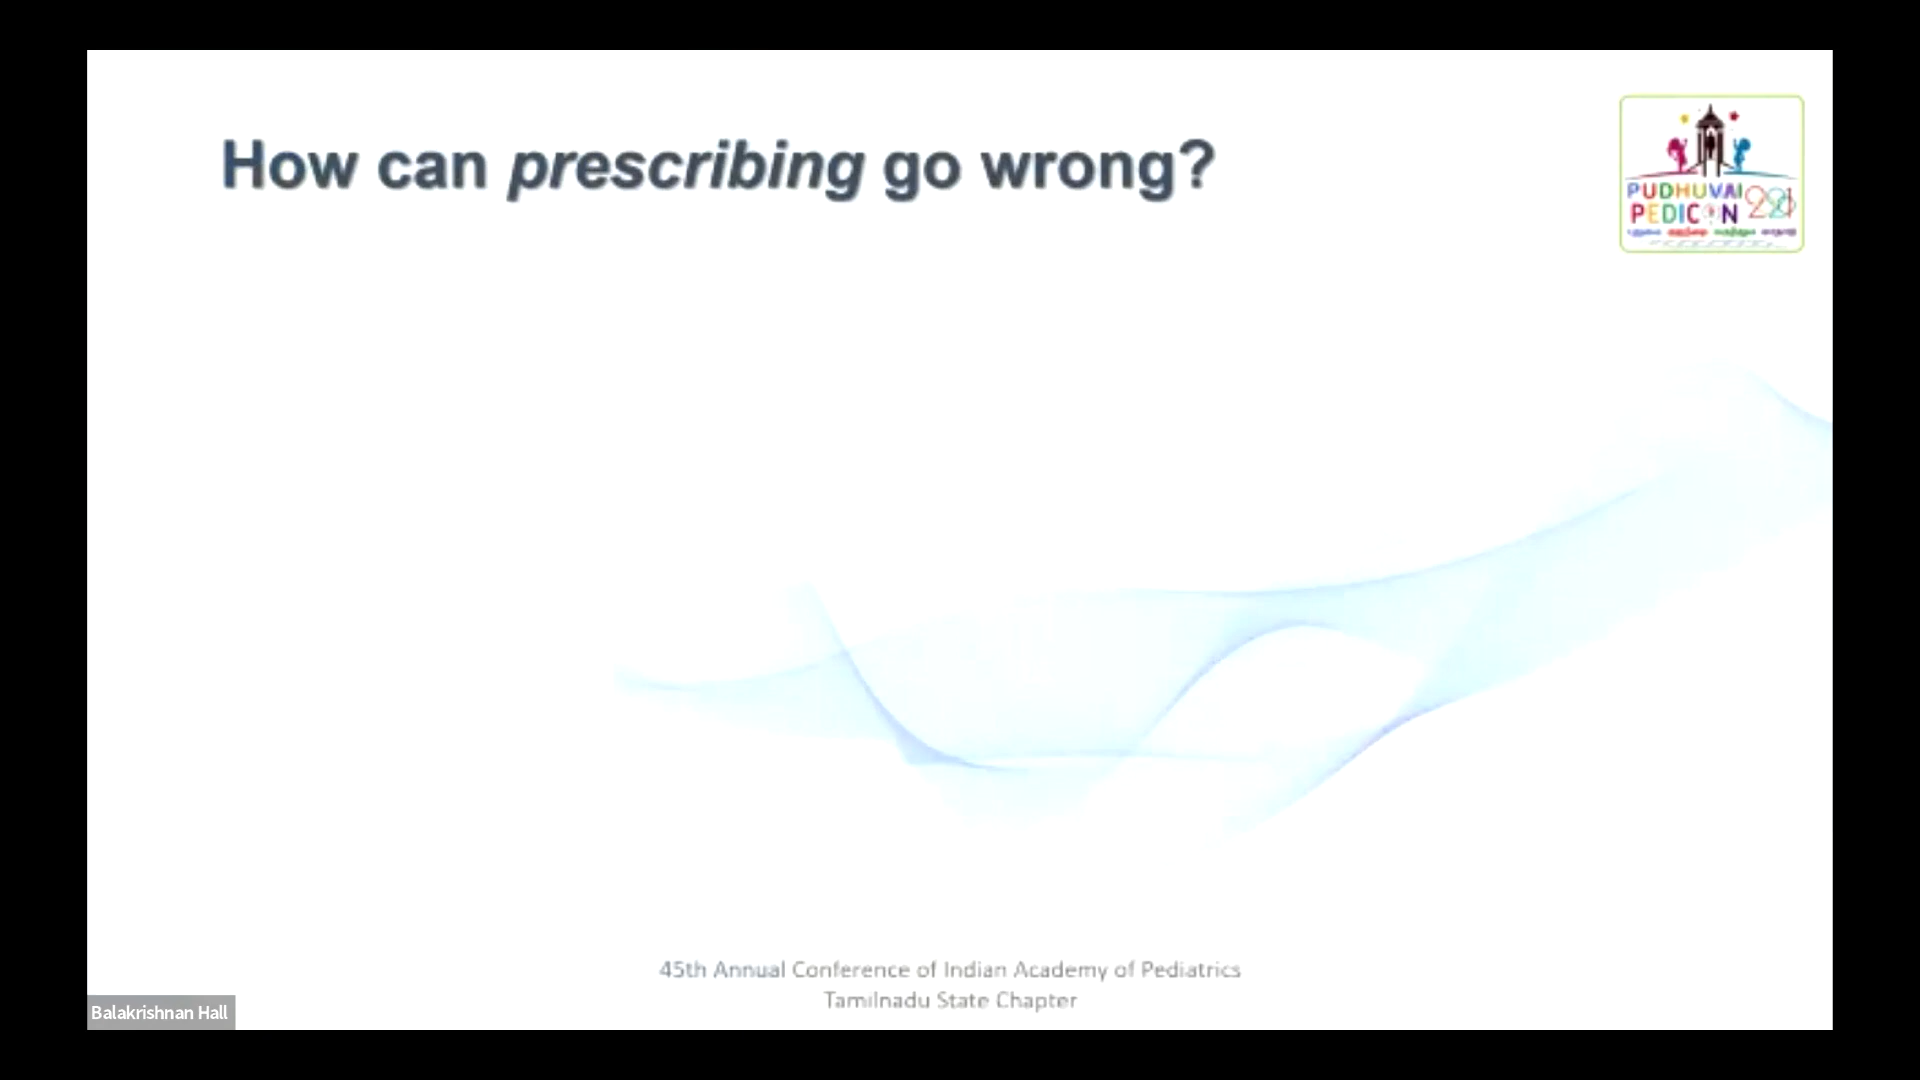 How can prescribing go wrong?
PUDHUVAI
PEDICON
45th Annual Conference of Indian Academy of Pediatrics
Tamilnadu State Chapter
Balakrishnan Hall